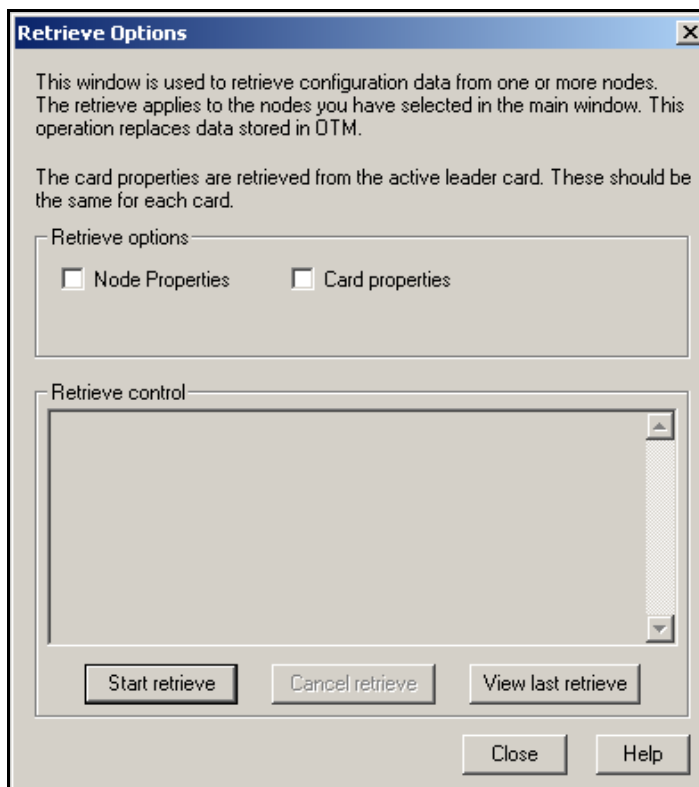 Retrieve Options
This window is used to retrieve configuration data from one or more nodes.
The retrieve applies to the nodes you have selected in the main window. This
operation replaces data stored in OTM.
The card properties are retrieved from the active leader card. These should be
the same for each card.
Retrieve options
Node Properties Card properties
Retrieve control
Start retrieve Cancel retrieve View last retrieve
Close Help